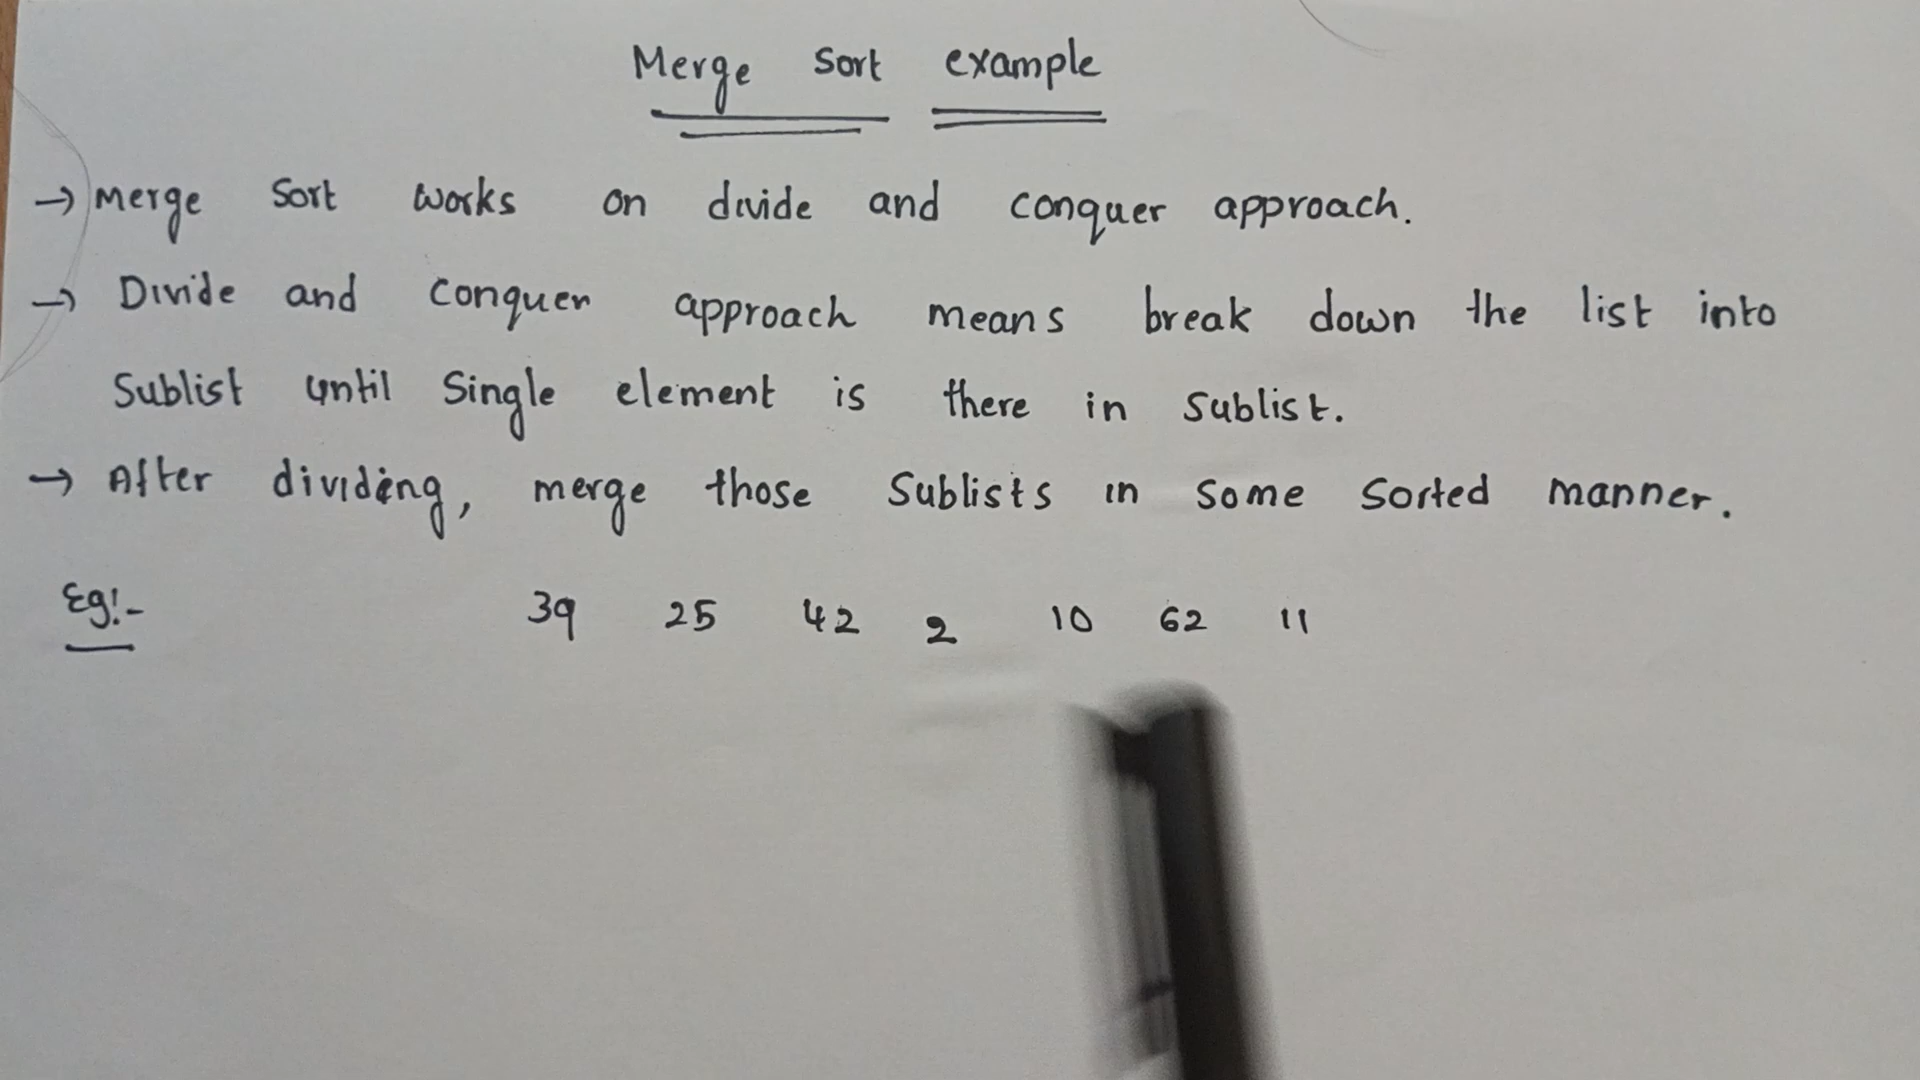 Merge Sort example
→ Merge Sort works on divide and conquer approach.
→ Divide and conquer approach means break down the list into
Sublist until Single element is there in Sublist.
→ After dividing, merge those Sublists in Some Sorted manner.
Eg:- 39 25 42 2 10 62 11